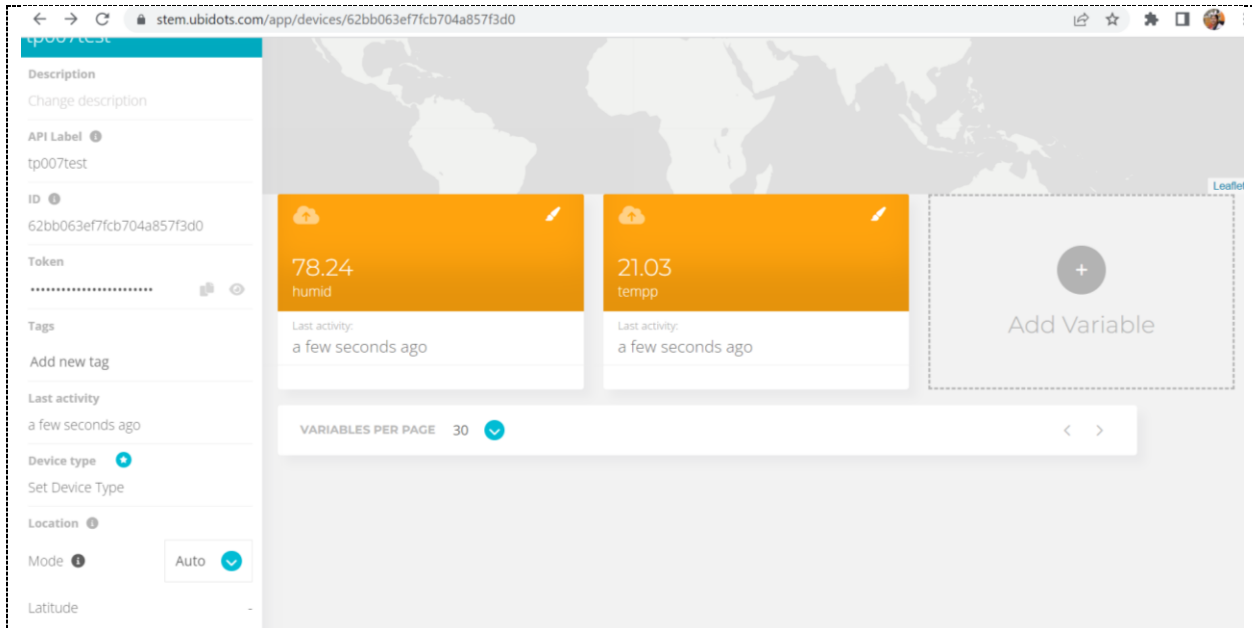 stem.ubidots.com/app/devices/62bb063ef7fcb704a857f3d0
tp007test
Description
Change description
API Label
tp007test
ID
62bb063ef7fcb704a857f3d0
Token
Tags
Add new tag
Last activity
a few seconds ago
Device type
Set Device Type
Location
Mode
Auto
Latitude
-
Leaflet
78.24
humid
Last activity:
a few seconds ago
21.03
tempp
Last activity:
a few seconds ago
+
Add Variable
VARIABLES PER PAGE 30
< >